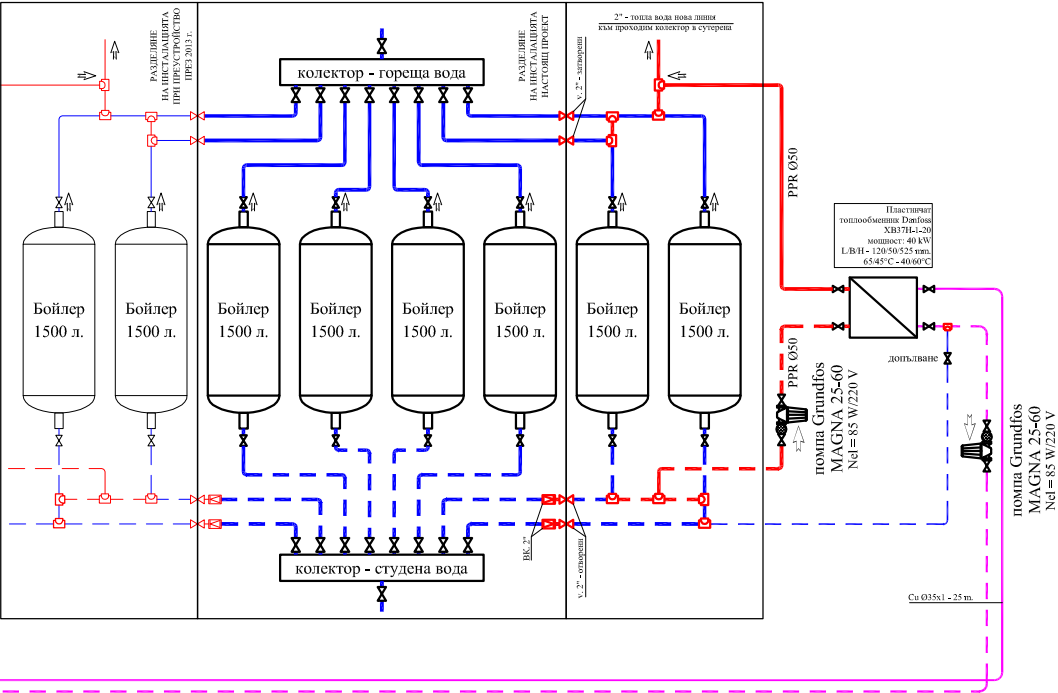 РАЗДЕЛЯНЕ
НА ИНСТАЛАЦИЯТА
ПРИ ПРЕУСТРОЙСТВО
ПРЕЗ 2013 г.
колектор - гореща вода
РАЗДЕЛЯНЕ
НА ИНСТАЛАЦИЯТА
НАСТОЯЩ ПРОЕКТ
v. 2" - затворени
2" - топла вода нова линия
към проходим колектор в сутерена
PPR Ø50
Пластинчат
топлообменник Danfoss
XB37H-1-20
мощност: 40 kW
L/B/H - 120/50/525 mm.
65/45°C - 40/60°C
Бойлер
1500 л.
Бойлер
1500 л.
Бойлер
1500 л.
Бойлер
1500 л.
Бойлер
1500 л.
Бойлер
1500 л.
Бойлер
1500 л.
Бойлер
1500 л.
PPR Ø50
допълване
помпа Grundfos
MAGNA 25-60
Nel = 85 W/220 V
помпа Grundfos
MAGNA 25-60
Nel = 85 W/220 V
ВК. 2"
v. 2" - отворени
колектор - студена вода
Cu Ø35x1 - 25 m.